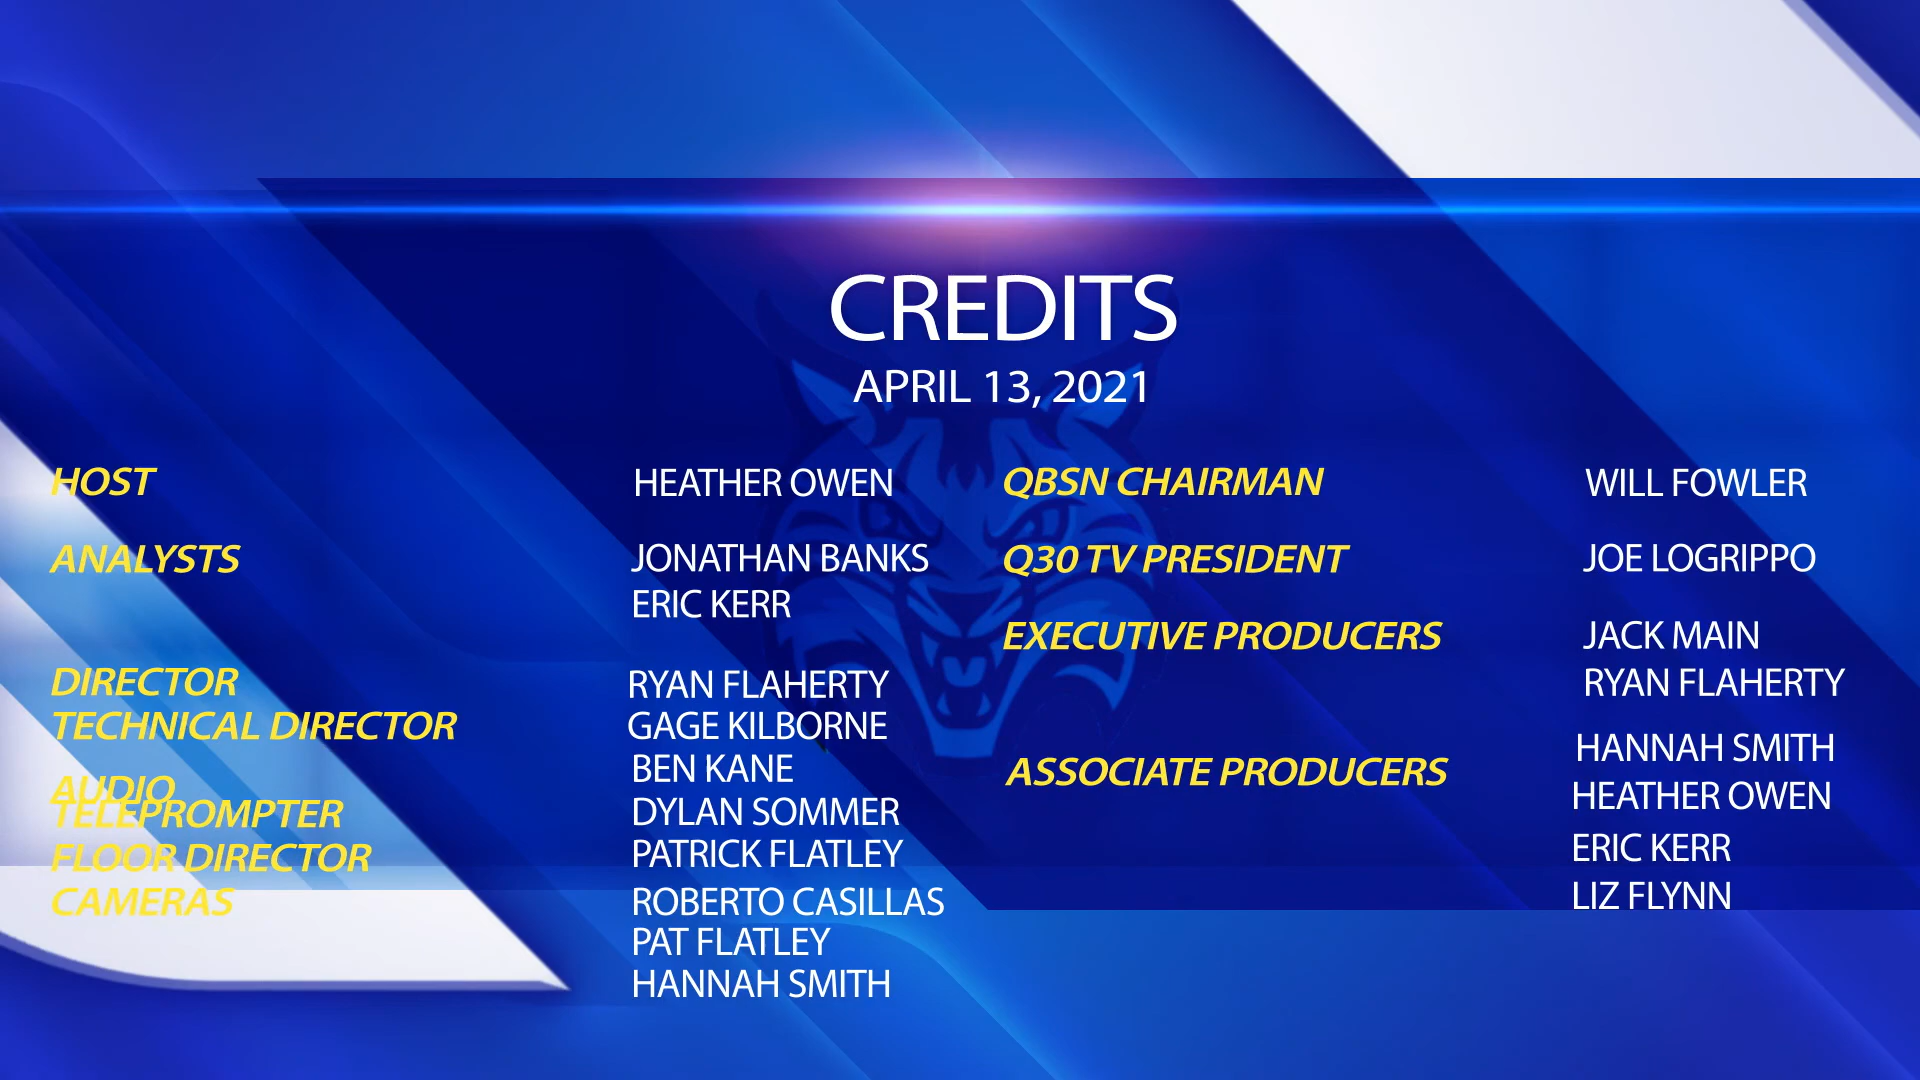 CREDITS
APRIL 13, 2021
HOST HEATHER OWEN
ANALYSTS JONATHAN BANKS
ERIC KERR
DIRECTOR RYAN FLAHERTY
TECHNICAL DIRECTOR GAGE KILBORNE
AUDIO BEN KANE
TELEPROMPTER DYLAN SOMMER
FLOOR DIRECTOR PATRICK FLATLEY
CAMERAS ROBERTO CASILLAS
PAT FLATLEY
HANNAH SMITH
QBSN CHAIRMAN WILL FOWLER
Q30 TV PRESIDENT JOE LOGRIPPO
EXECUTIVE PRODUCERS JACK MAIN
RYAN FLAHERTY
ASSOCIATE PRODUCERS HANNAH SMITH
HEATHER OWEN
ERIC KERR
LIZ FLYNN